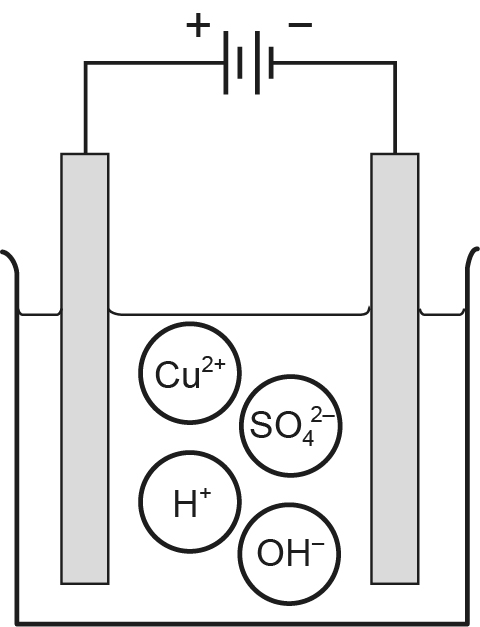 + −
Cu²⁺
SO₄²⁻
H⁺
OH⁻